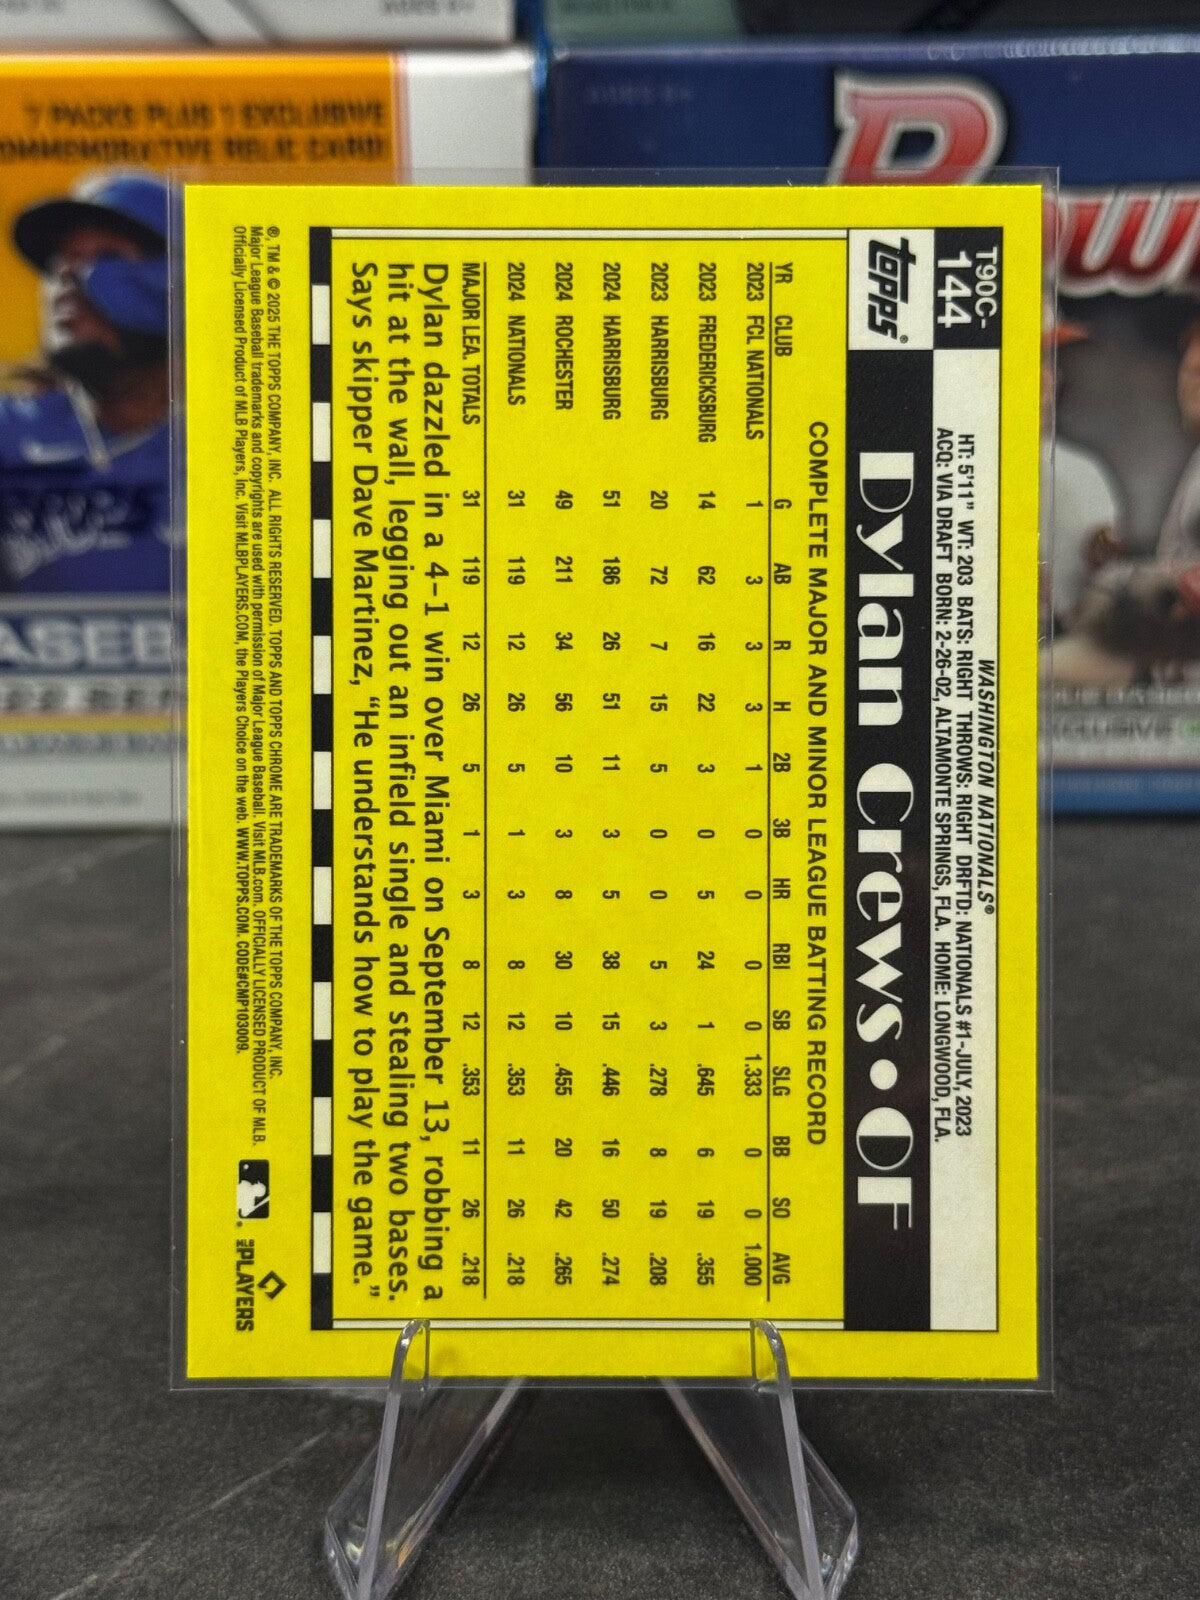 7 PACKS PLUS 1 EXCLUSIVE
COMMEMORATIVE RELIC CARD!
T90C-
144
topps®
WASHINGTON NATIONALS®
HT: 5'11" WT: 203 BATS: RIGHT THROWS: RIGHT DRFTD: NATIONALS #1-JULY, 2023
ACQ: VIA DRAFT BORN: 2-26-02, ALTAMONTE SPRINGS, FLA. HOME: LONGWOOD, FLA.
Dylan Crews • OF
COMPLETE MAJOR AND MINOR LEAGUE BATTING RECORD
YR CLUB G AB R H 2B 3B HR RBI SB SLG BB SO AVG
2023 FCL NATIONALS 1 3 3 3 1 0 0 0 0 1.333 0 0 1.000
2023 FREDERICKSBURG 14 62 16 22 3 0 5 24 1 .645 6 19 .355
2023 HARRISBURG 20 72 7 15 5 0 0 5 3 .278 8 19 .208
2024 HARRISBURG 51 186 26 51 11 3 5 38 15 .446 16 50 .274
2024 ROCHESTER 49 211 34 56 10 3 8 30 10 .455 20 42 .265
2024 NATIONALS 31 119 12 26 5 1 3 8 12 .353 11 26 .218
MAJOR LEA. TOTALS 31 119 12 26 5 1 3 8 12 .353 11 26 .218
Dylan dazzled in a 4-1 win over Miami on September 13, robbing a
hit at the wall, legging out an infield single and stealing two bases.
Says skipper Dave Martinez, "He understands how to play the game."
®, TM & © 2025 THE TOPPS COMPANY, INC. ALL RIGHTS RESERVED. TOPPS AND TOPPS CHROME ARE TRADEMARKS OF THE TOPPS COMPANY, INC.
Major League Baseball trademarks and copyrights are used with permission of Major League Baseball. Visit MLB.com. OFFICIALLY LICENSED PRODUCT OF MLB.
Officially Licensed Product of MLB Players, Inc. Visit MLBPLAYERS.COM, the Players Choice on the web. WWW.TOPPS.COM. CODE#CMP103009.
MLB PLAYERS